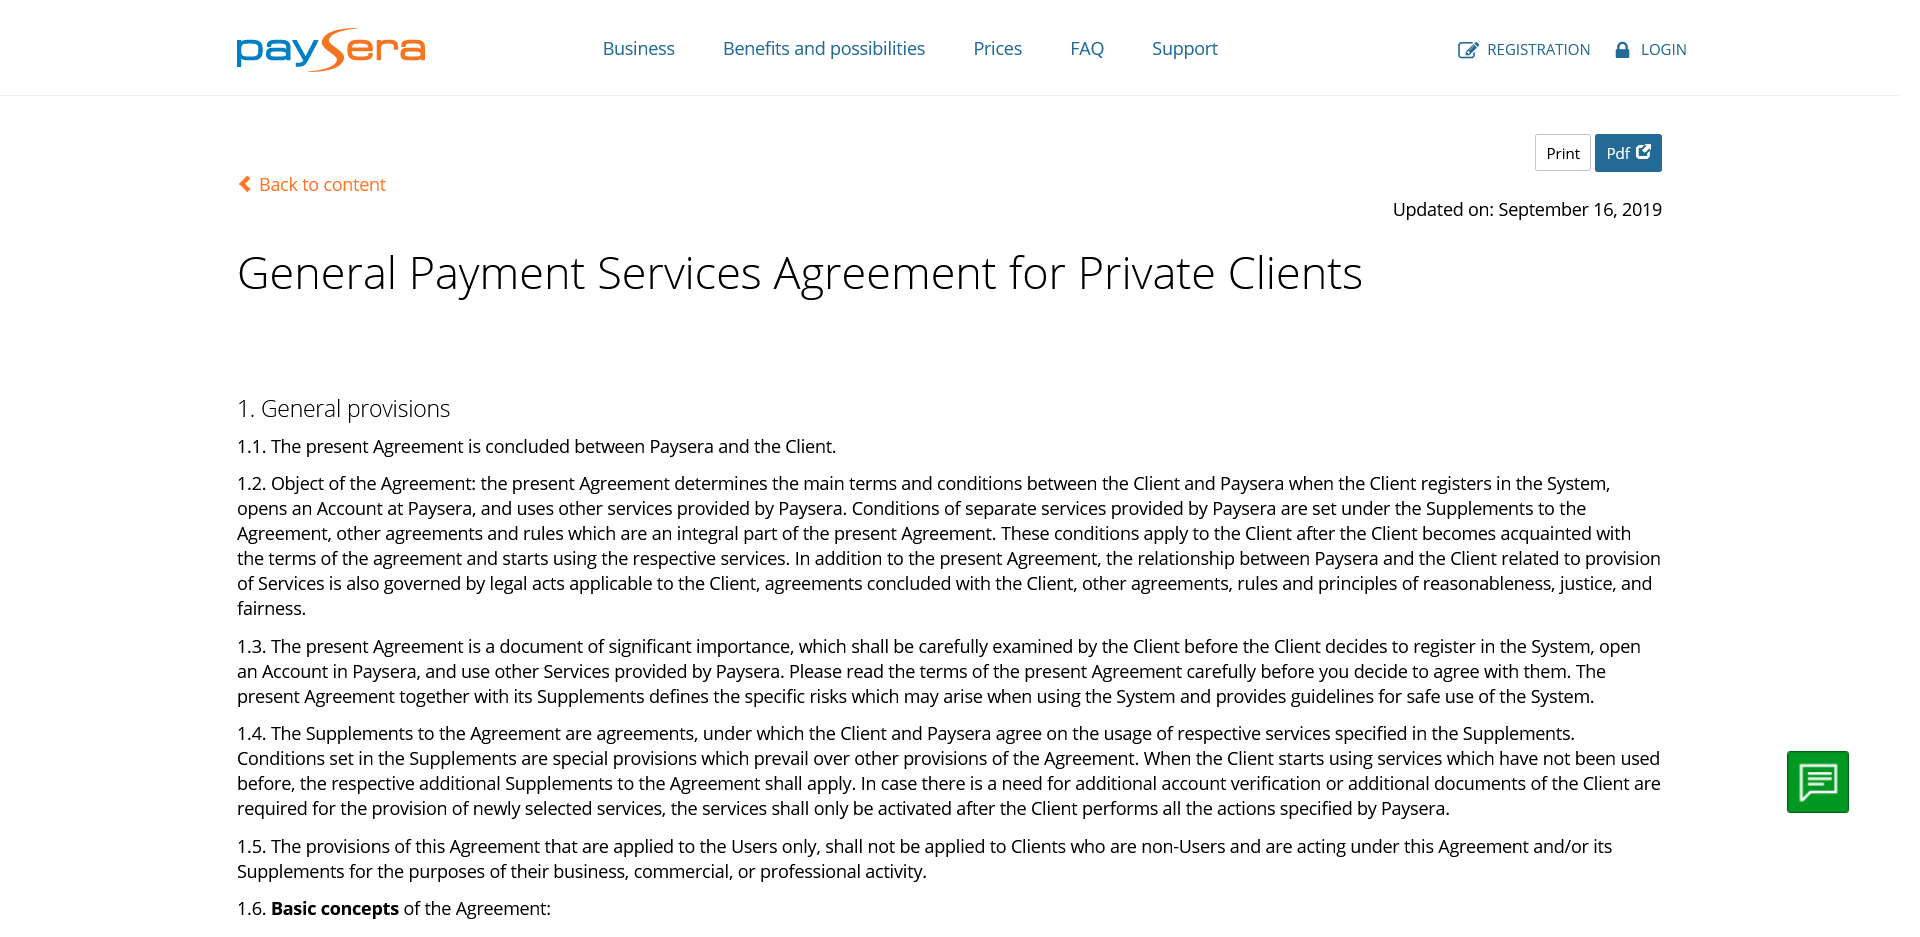 paysera
Business
Benefits and possibilities
Prices
FAQ
Support
REGISTRATION
LOGIN
Print
Pdf
Back to content
Updated on: September 16, 2019
General Payment Services Agreement for Private Clients
1. General provisions
1.1. The present Agreement is concluded between Paysera and the Client.
1.2. Object of the Agreement: the present Agreement determines the main terms and conditions between the Client and Paysera when the Client registers in the System,
opens an Account at Paysera, and uses other services provided by Paysera. Conditions of separate services provided by Paysera are set under the Supplements to the
Agreement, other agreements and rules which are an integral part of the present Agreement. These conditions apply to the Client after the Client becomes acquainted with
the terms of the agreement and starts using the respective services. In addition to the present Agreement, the relationship between Paysera and the Client related to provision
of Services is also governed by legal acts applicable to the Client, agreements concluded with the Client, other agreements, rules and principles of reasonableness, justice, and
fairness.
1.3. The present Agreement is a document of significant importance, which shall be carefully examined by the Client before the Client decides to register in the System, open
an Account in Paysera, and use other Services provided by Paysera. Please read the terms of the present Agreement carefully before you decide to agree with them. The
present Agreement together with its Supplements defines the specific risks which may arise when using the System and provides guidelines for safe use of the System.
1.4. The Supplements to the Agreement are agreements, under which the Client and Paysera agree on the usage of respective services specified in the Supplements.
Conditions set in the Supplements are special provisions which prevail over other provisions of the Agreement. When the Client starts using services which have not been used
before, the respective additional Supplements to the Agreement shall apply. In case there is a need for additional account verification or additional documents of the Client are
required for the provision of newly selected services, the services shall only be activated after the Client performs all the actions specified by Paysera.
1.5. The provisions of this Agreement that are applied to the Users only, shall not be applied to Clients who are non-Users and are acting under this Agreement and/or its
Supplements for the purposes of their business, commercial, or professional activity.
1.6. Basic concepts of the Agreement: